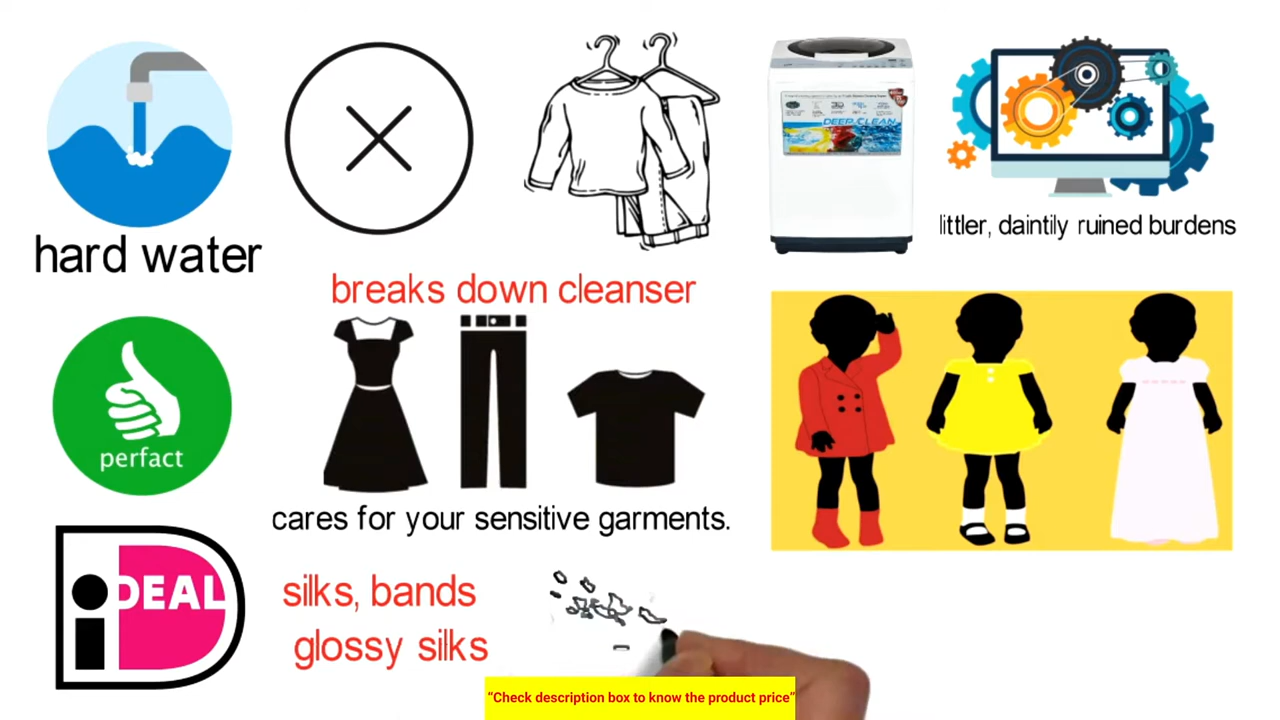 hard water
breaks down cleanser
DEEP CLEAN
littler, daintily ruined burdens
perfact
cares for your sensitive garments.
iDEAL
silks, bands
glossy silks
"Check description box to know the product price"